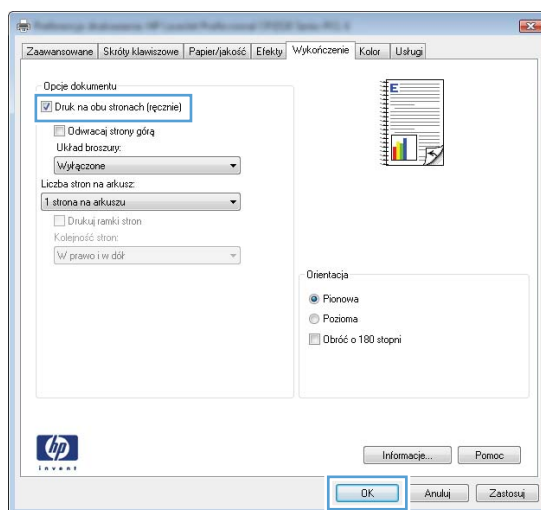 Zaawansowane Skróty klawiszowe Papier/jakość Efekty Wykończenie Kolor Usługi
Opcje dokumentu
Druk na obu stronach (ręcznie)
Odwracaj strony górą
Układ broszury:
Wyłączone
Liczba stron na arkusz:
1 strona na arkuszu
Drukuj ramki stron
Kolejność stron:
W prawo i w dół
E
Orientacja
Pionowa
Pozioma
Obróć o 180 stopni
hp
invent
Informacje... Pomoc
OK Anuluj Zastosuj